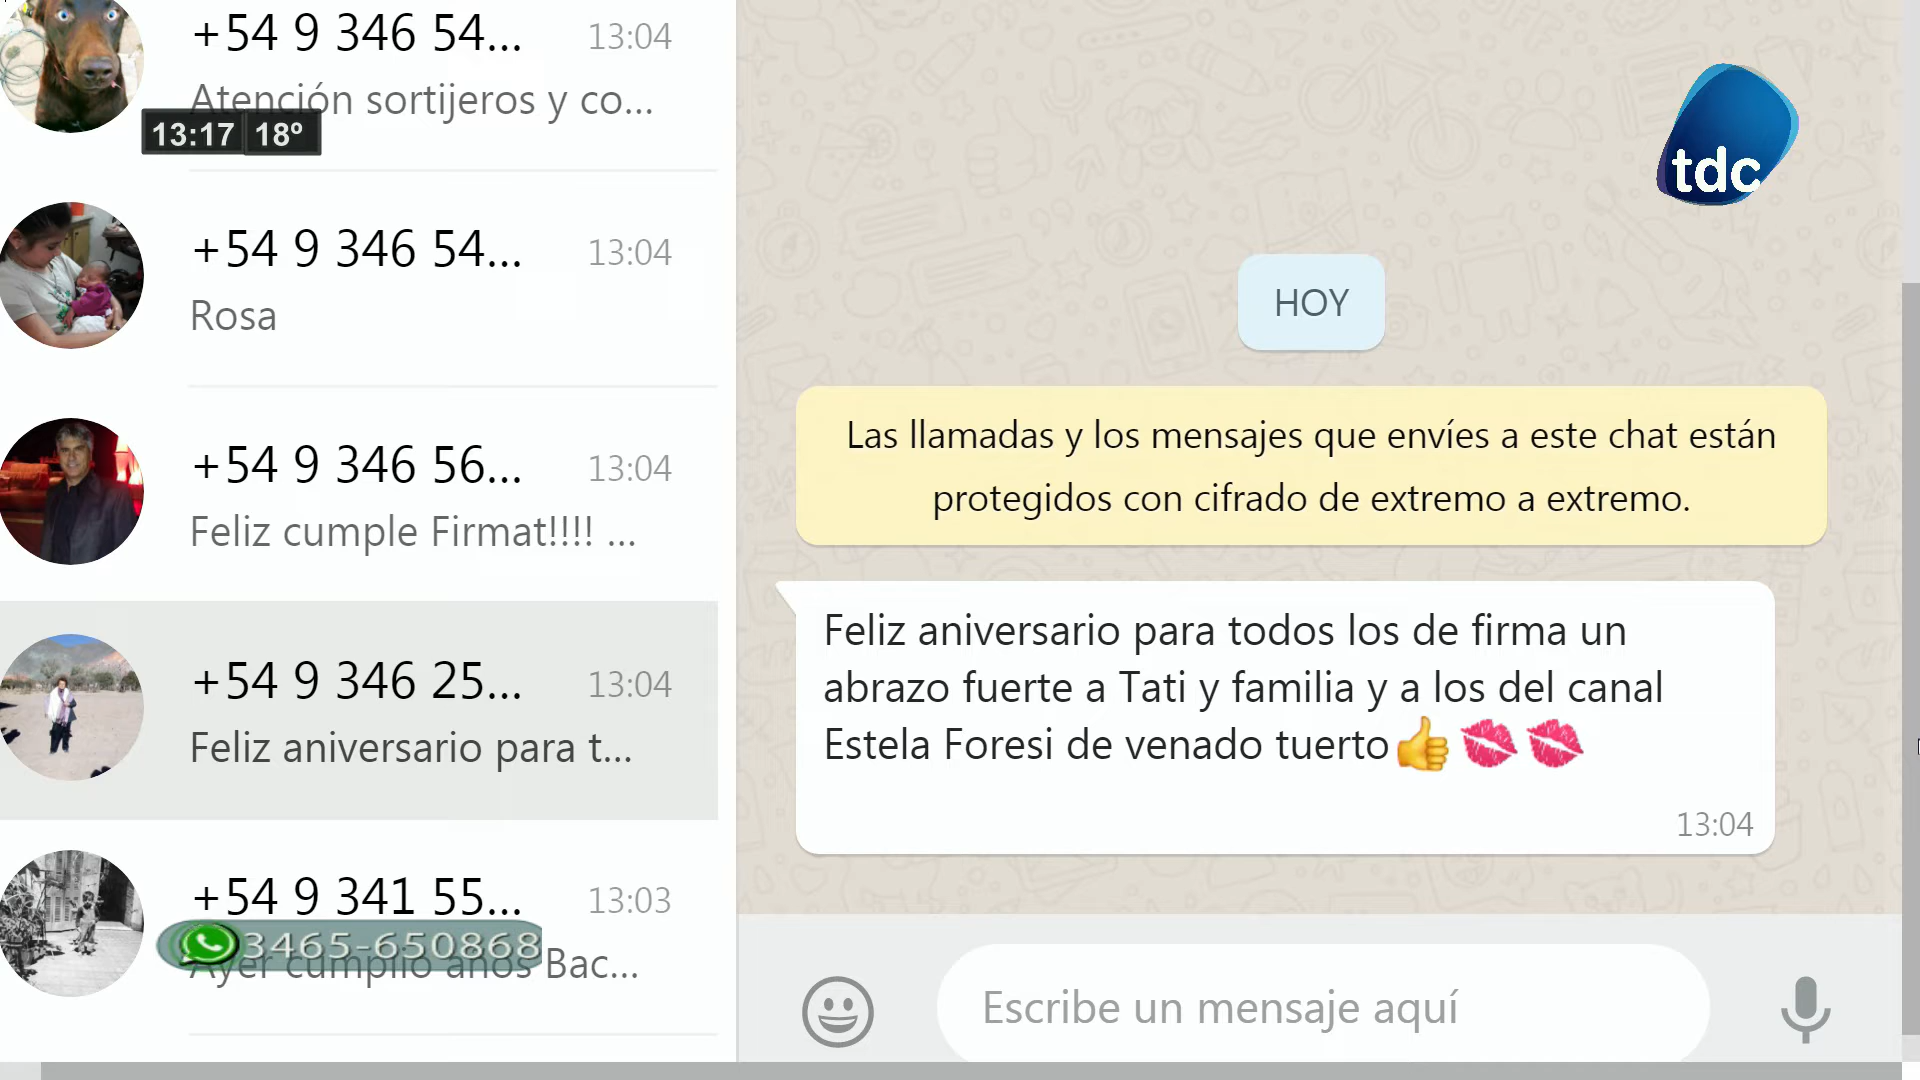 +54 9 346 54...
13:04
Atención sortijeros y co...
13:17 18º
+54 9 346 54...
13:04
Rosa
+54 9 346 56...
13:04
Feliz cumple Firmat!!!! ...
+54 9 346 25...
13:04
Feliz aniversario para t...
+54 9 341 55...
13:03
3465-650868
Ayer cumplio años Bac...
tdc
HOY
Las llamadas y los mensajes que envíes a este chat están
protegidos con cifrado de extremo a extremo.
Feliz aniversario para todos los de firma un
abrazo fuerte a Tati y familia y a los del canal
Estela Foresi de venado tuerto👍💋💋
13:04
Escribe un mensaje aquí